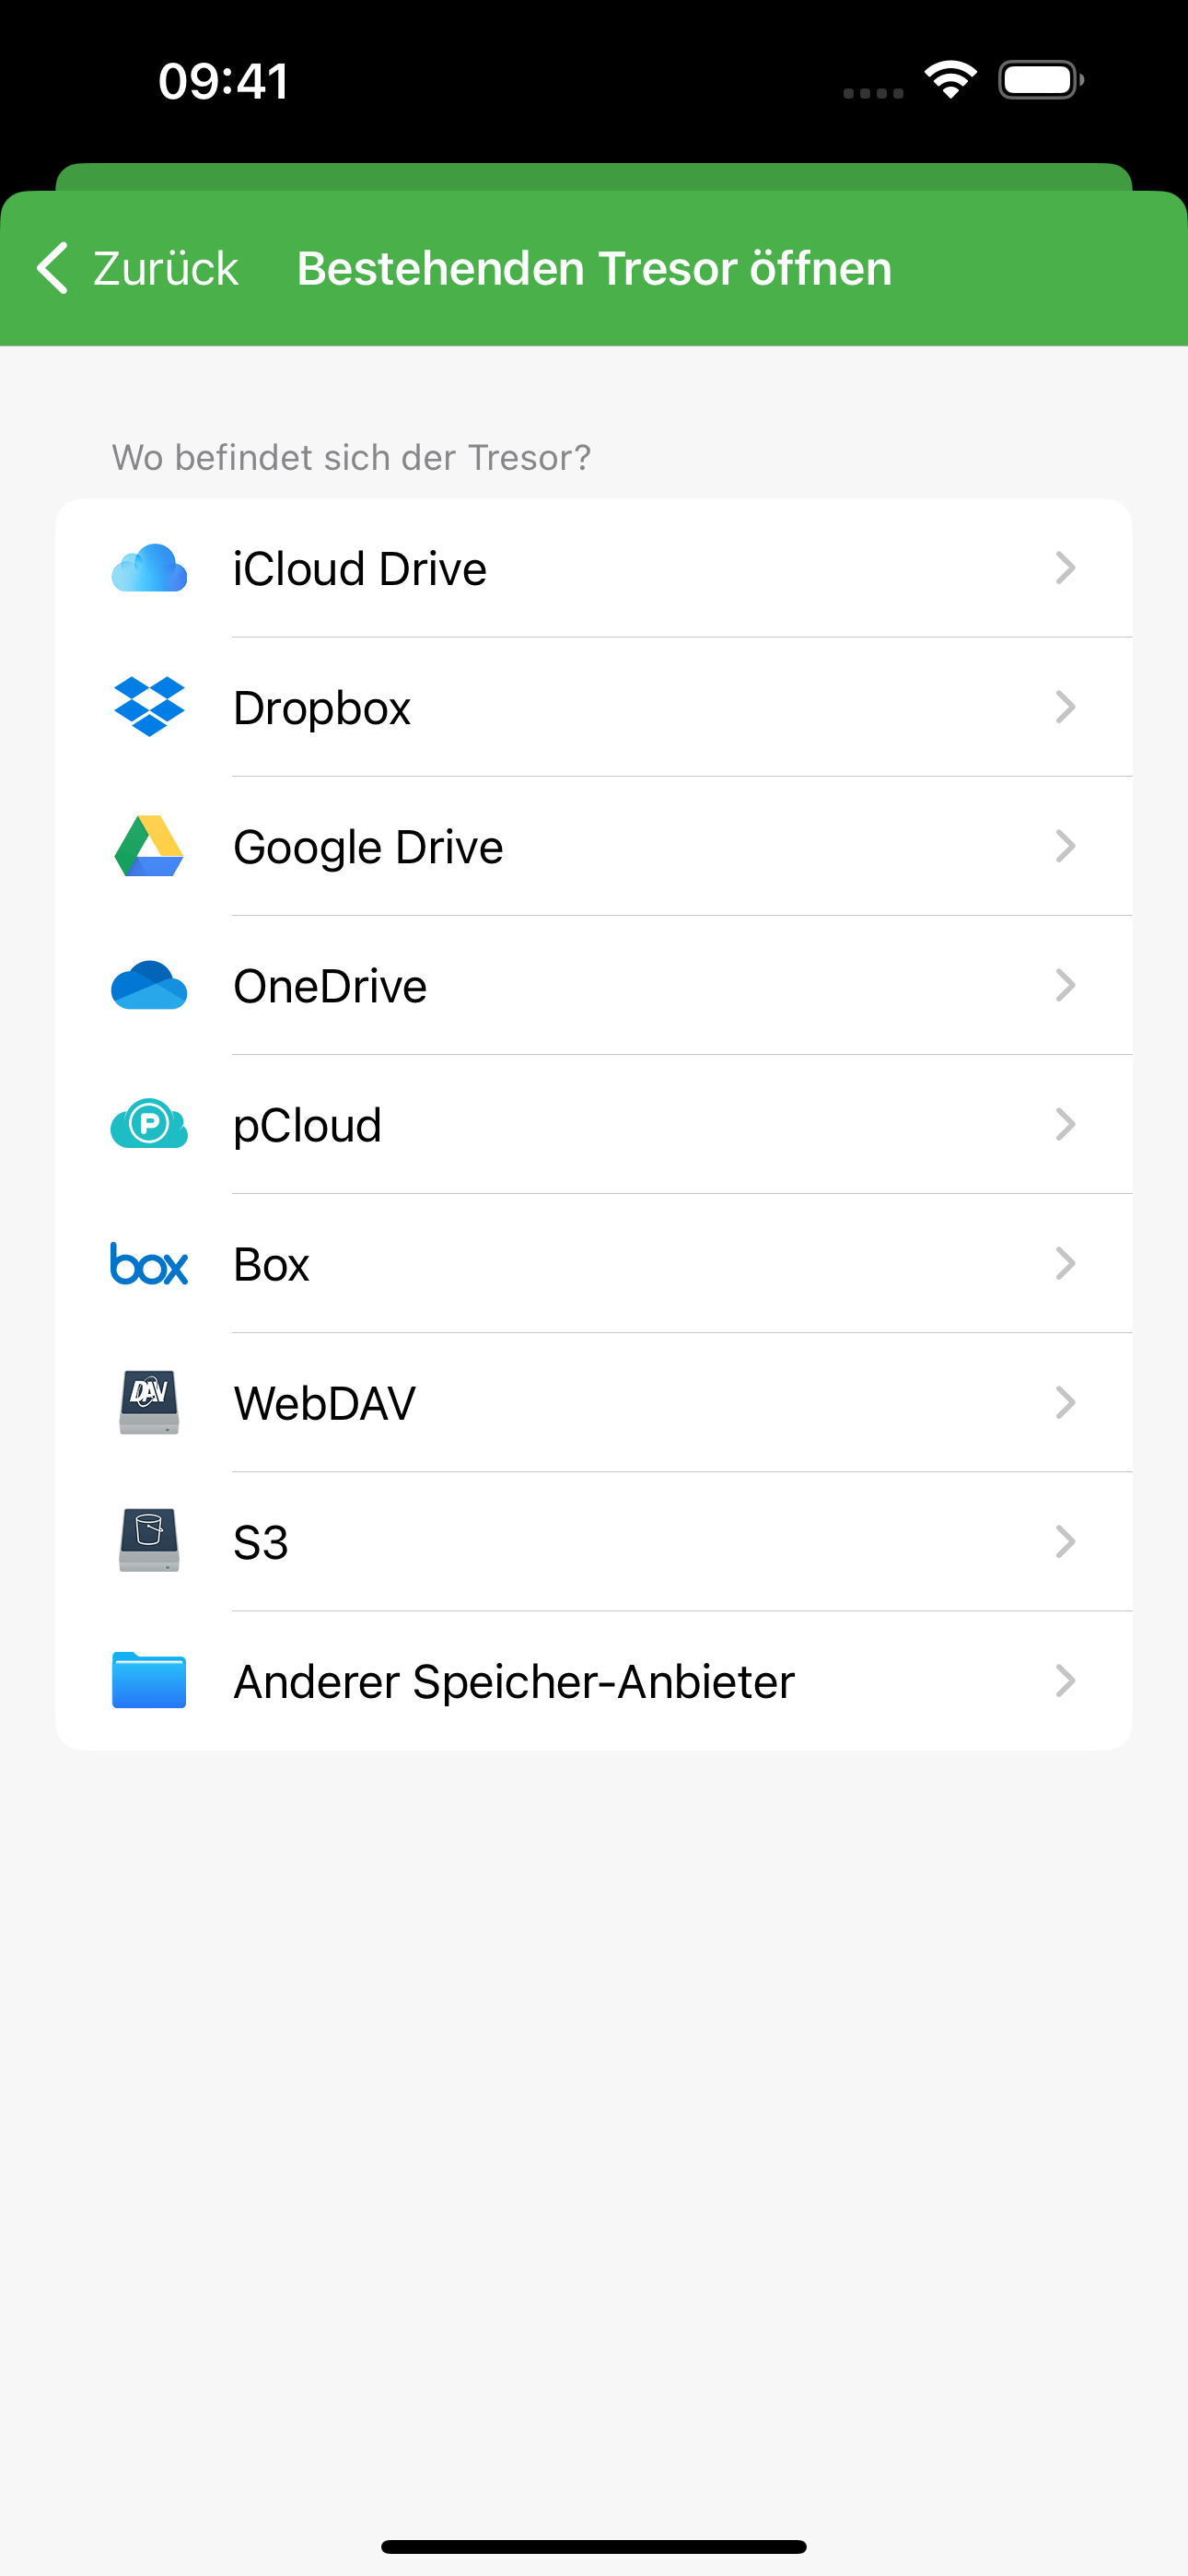 09:41
Zurück
Bestehenden Tresor öffnen
Wo befindet sich der Tresor?
iCloud Drive
Dropbox
Google Drive
OneDrive
P
pCloud
box
Box
DAV
WebDAV
S3
Anderer Speicher-Anbieter